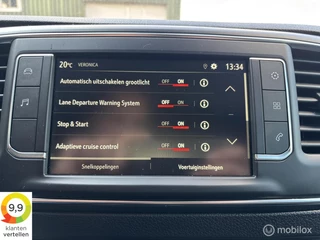 20°C VERONICA 13:34
Automatisch uitschakelen grootlicht OFF ON
Lane Departure Warning System OFF ON
Stop & Start OFF ON
Adaptieve cruise control OFF ON
Snelkoppelingen Voertuiginstellingen
9,9
klanten
vertellen
© Mobielox